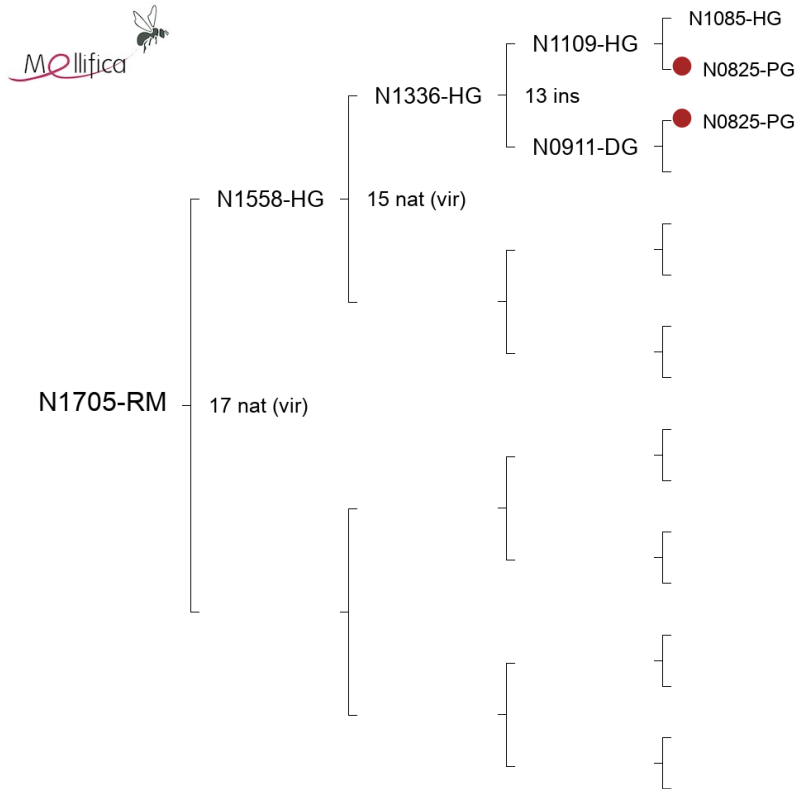 Mellifica
N1085-HG
N1109-HG
N0825-PG
N1336-HG
13 ins
N0825-PG
N0911-DG
N1558-HG
15 nat (vir)
N1705-RM
17 nat (vir)